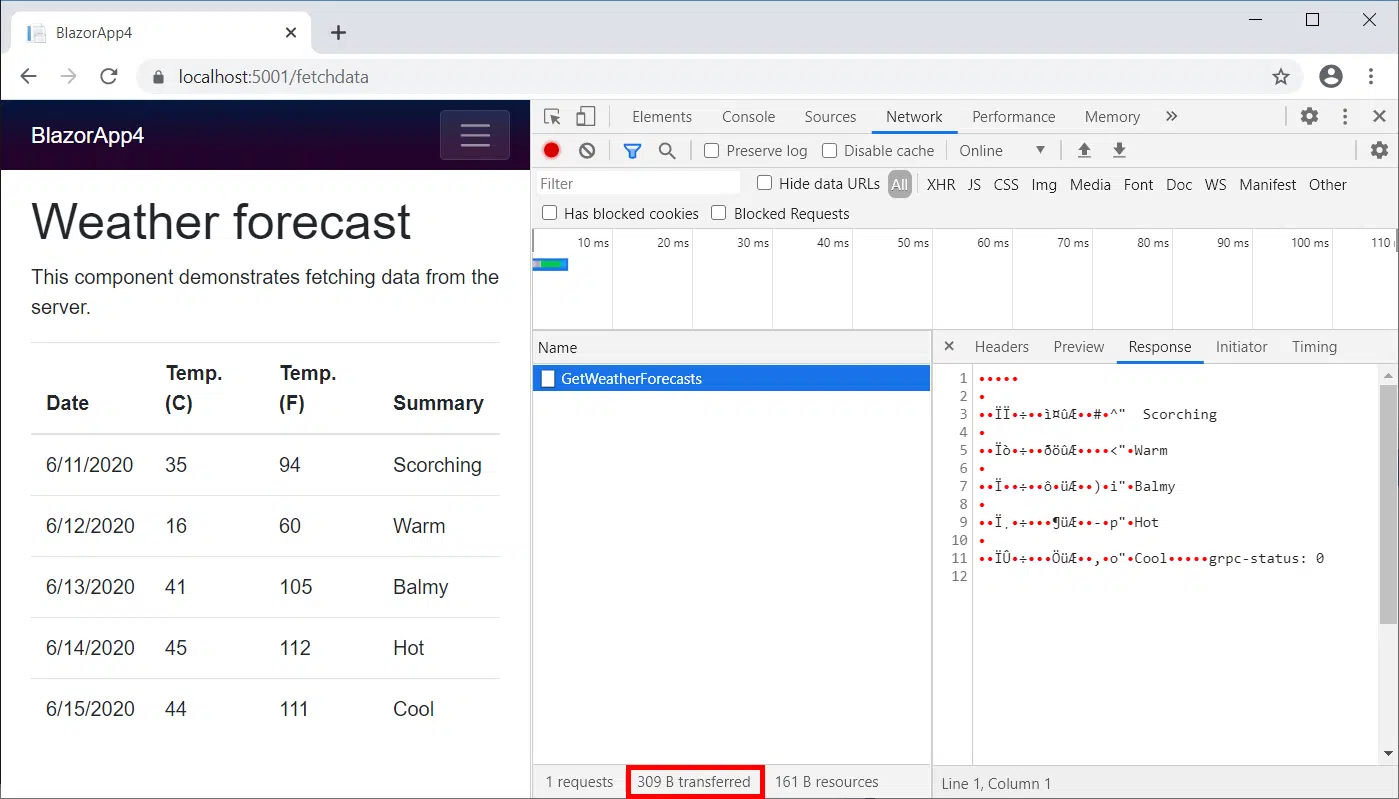 BlazorApp4
localhost:5001/fetchdata
BlazorApp4
Weather forecast
This component demonstrates fetching data from the
server.
Date Temp. (C) Temp. (F) Summary
6/11/2020 35 94 Scorching
6/12/2020 16 60 Warm
6/13/2020 41 105 Balmy
6/14/2020 45 112 Hot
6/15/2020 44 111 Cool
Elements Console Sources Network Performance Memory »
Preserve log Disable cache Online
Filter Hide data URLs All XHR JS CSS Img Media Font Doc WS Manifest Other
Has blocked cookies Blocked Requests
10 ms 20 ms 30 ms 40 ms 50 ms 60 ms 70 ms 80 ms 90 ms 100 ms 110
Name
GetWeatherForecasts
1 requests 309 B transferred 161 B resources
Headers Preview Response Initiator Timing
1 •••••
2 •
3 ••ÏÏ•÷••ì¤ûÆ••#•^" Scorching
4 •
5 ••Ïò•÷••ðöûÆ••••<"•Warm
6 •
7 ••Ï••÷••ô•üÆ••)•i"•Balmy
8 •
9 ••Ï¸•÷•••¶üÆ••-•p"•Hot
10 •
11 ••ÏÛ•÷•••ÖüÆ••,•o"•Cool•••••grpc-status: 0
12
Line 1, Column 1